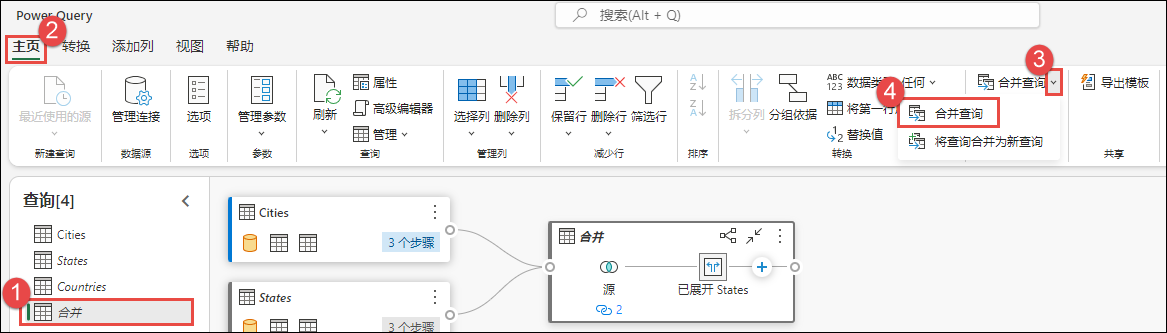 Power Query
搜索(Alt + Q)
2
主页 转换 添加列 视图 帮助
3
最近使用的源
管理连接
选项
管理参数
刷新
属性
高级编辑器
管理
选择列 删除列
保留行 删除行 筛选行
拆分列 分组依据
ABC 123 数据类 任何
将第一行
1 2 替换值
合并查询
导出模板
4
合并查询
将查询合并为新查询
新建查询 数据源 选项 参数 查询 管理列 减少行 排序 转换 共享
查询[4]
Cities
States
Countries
1
合并
Cities
3 个步骤
States
3 个步骤
合并
源
已展开 States
2